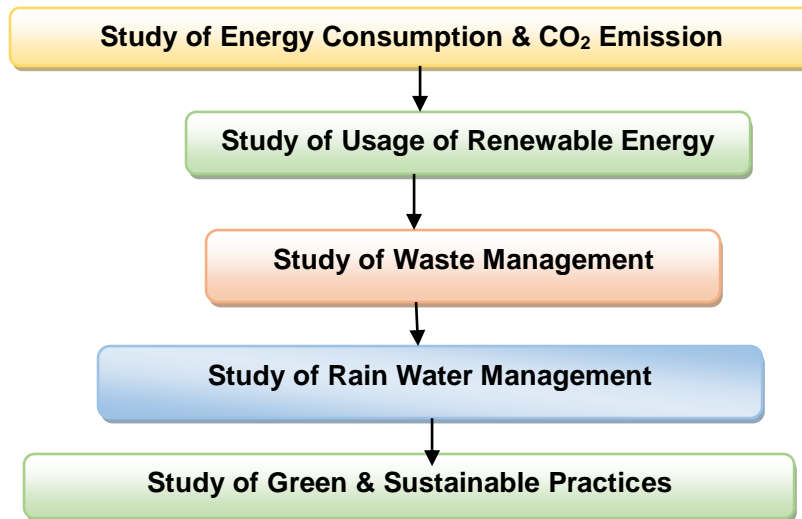 Study of Energy Consumption & CO₂ Emission
Study of Usage of Renewable Energy
Study of Waste Management
Study of Rain Water Management
Study of Green & Sustainable Practices